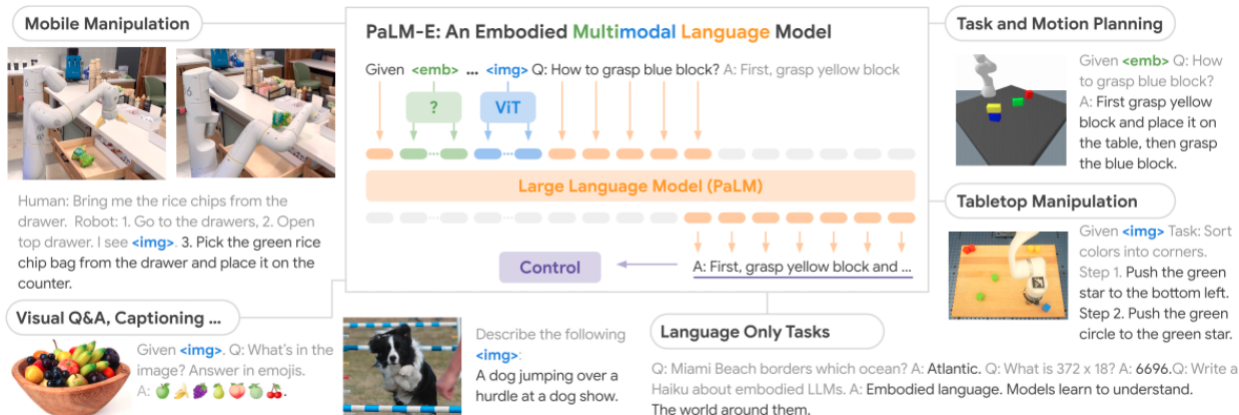 Mobile Manipulation
Human: Bring me the rice chips from the
drawer. Robot: 1. Go to the drawers, 2. Open
top drawer. I see <img>. 3. Pick the green rice
chip bag from the drawer and place it on the
counter.
Visual Q&A, Captioning ...
Given <img>. Q: What's in the
image? Answer in emojis.
A: 🍏🍌🍇🍐🍑🍈🍒.
PaLM-E: An Embodied Multimodal Language Model
Given <emb> ... <img> Q: How to grasp blue block? A: First, grasp yellow block
? ViT
Large Language Model (PaLM)
Control
A: First, grasp yellow block and ...
Describe the following
<img>:
A dog jumping over a
hurdle at a dog show.
Language Only Tasks
Q: Miami Beach borders which ocean? A: Atlantic. Q: What is 372 x 18? A: 6696.Q: Write a
Haiku about embodied LLMs. A: Embodied language. Models learn to understand.
The world around them.
Task and Motion Planning
Given <emb> Q: How
to grasp blue block?
A: First grasp yellow
block and place it on
the table, then grasp
the blue block.
Tabletop Manipulation
Given <img> Task: Sort
colors into corners.
Step 1. Push the green
star to the bottom left.
Step 2. Push the green
circle to the green star.